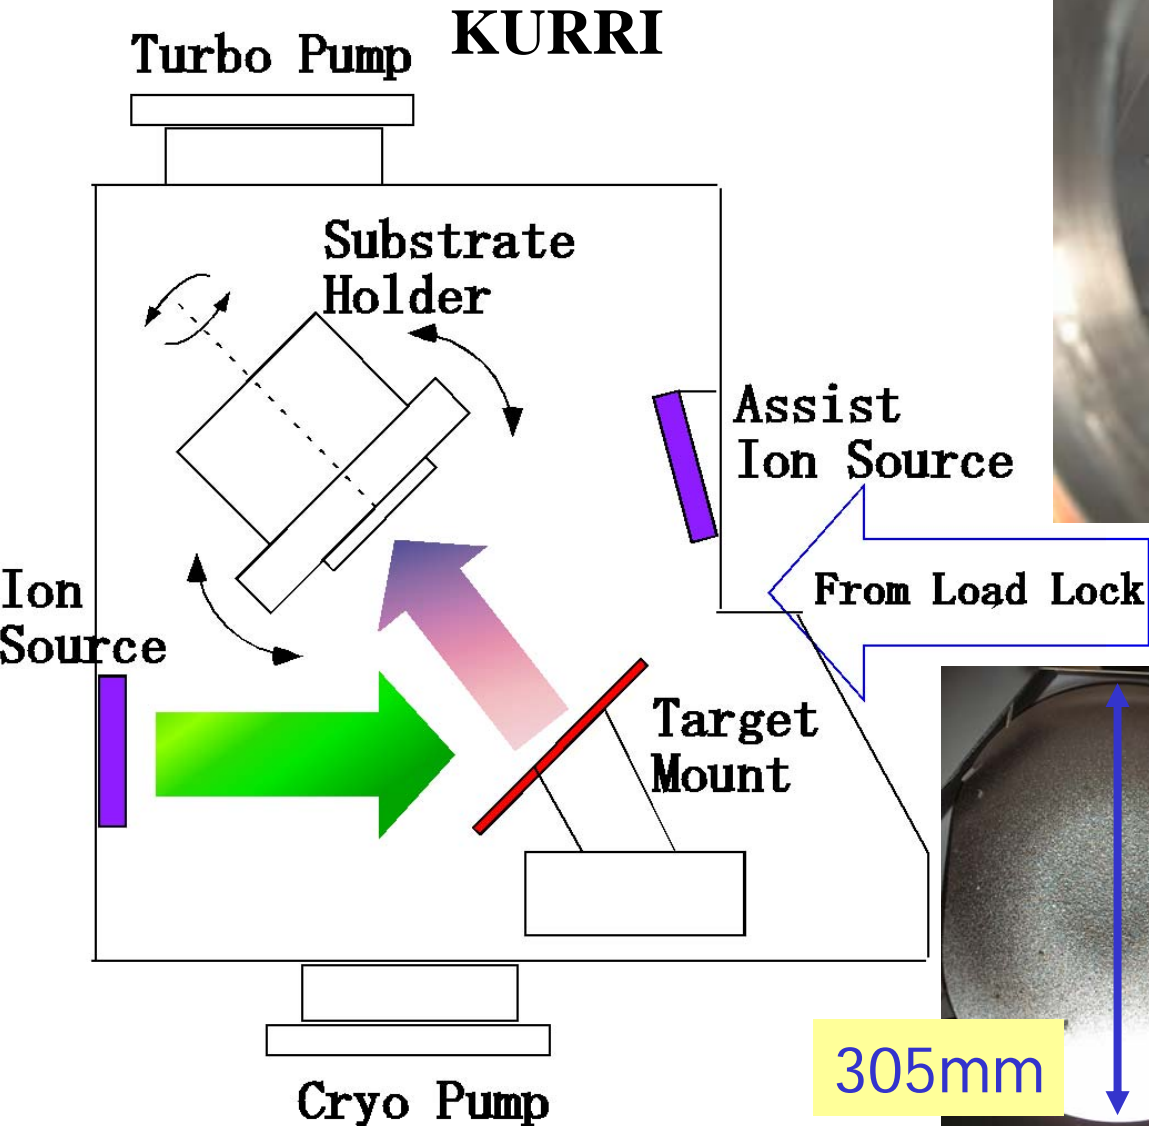 KURRI
Turbo Pump
Substrate
Holder
Assist
Ion Source
From Load Lock
Ion
Source
Target
Mount
305mm
Cryo Pump